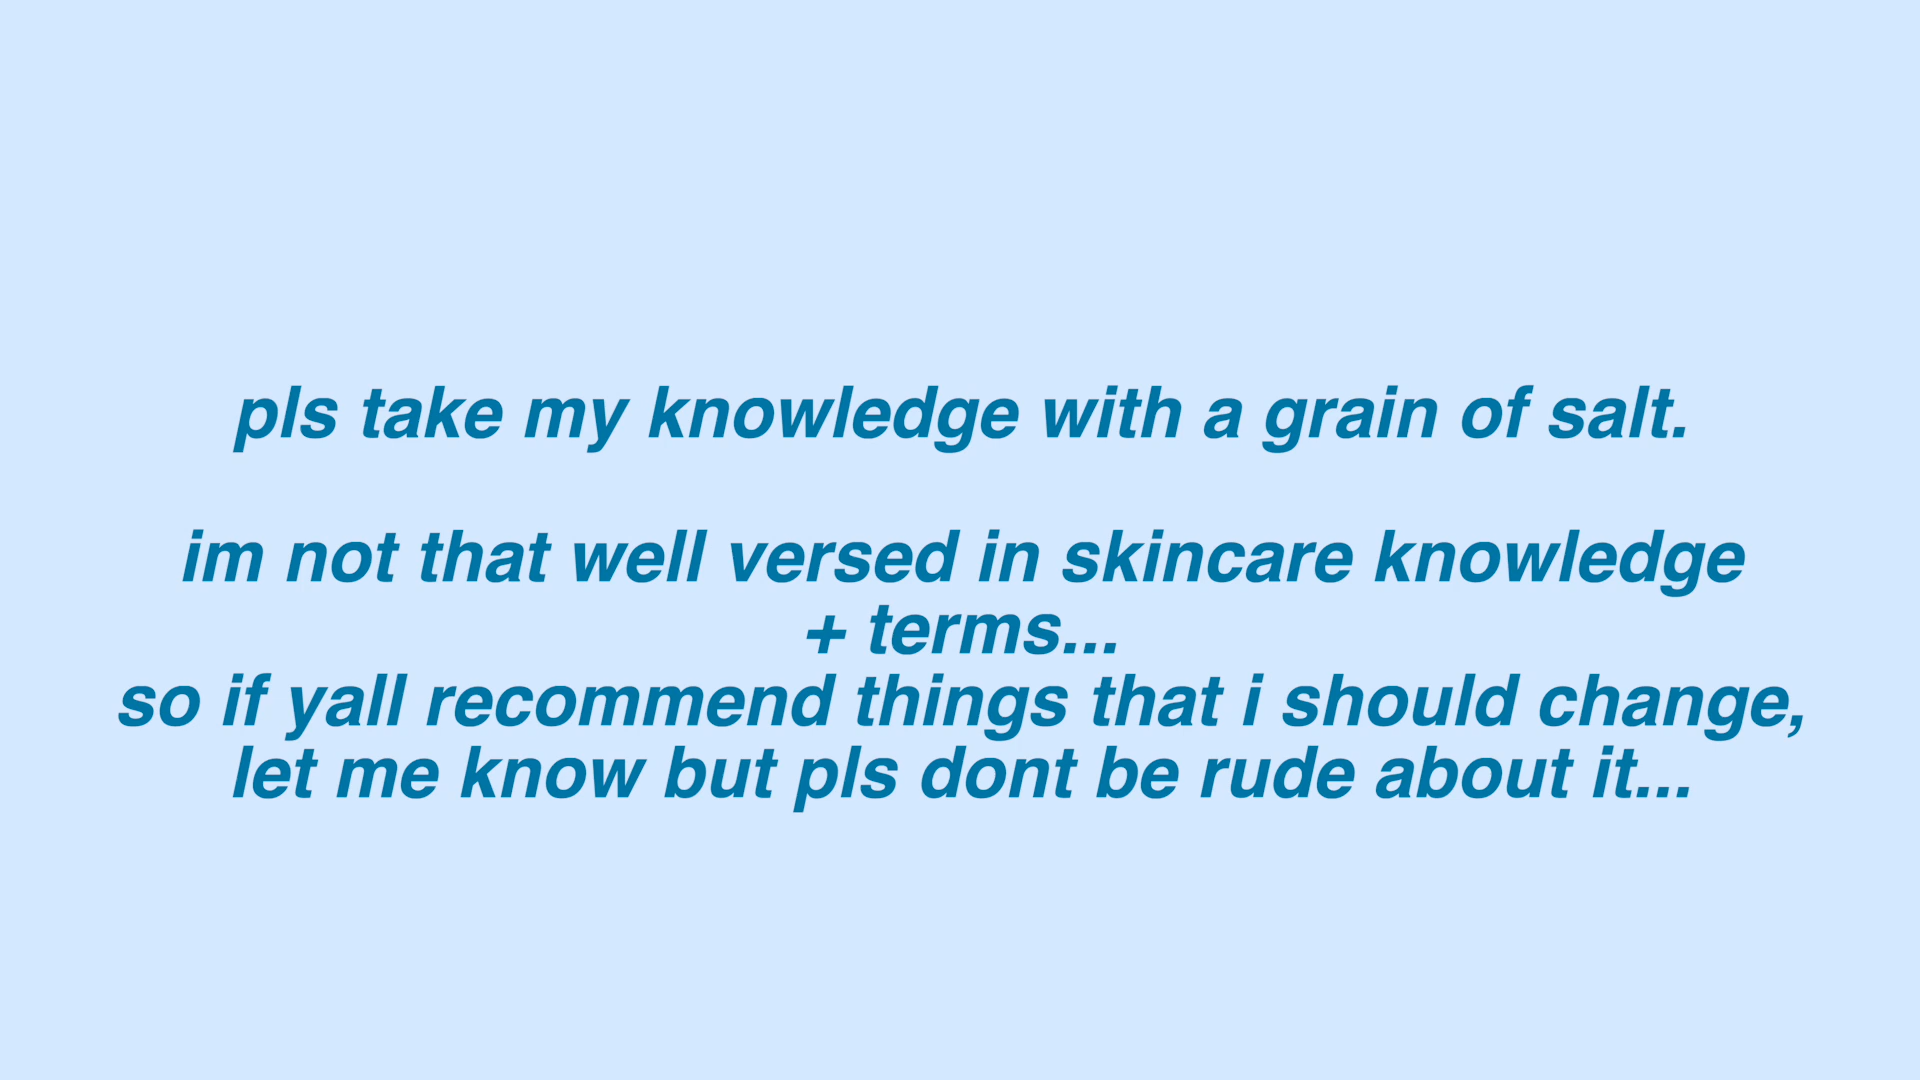 pls take my knowledge with a grain of salt.
im not that well versed in skincare knowledge
+ terms...
so if yall recommend things that i should change,
let me know but pls dont be rude about it...